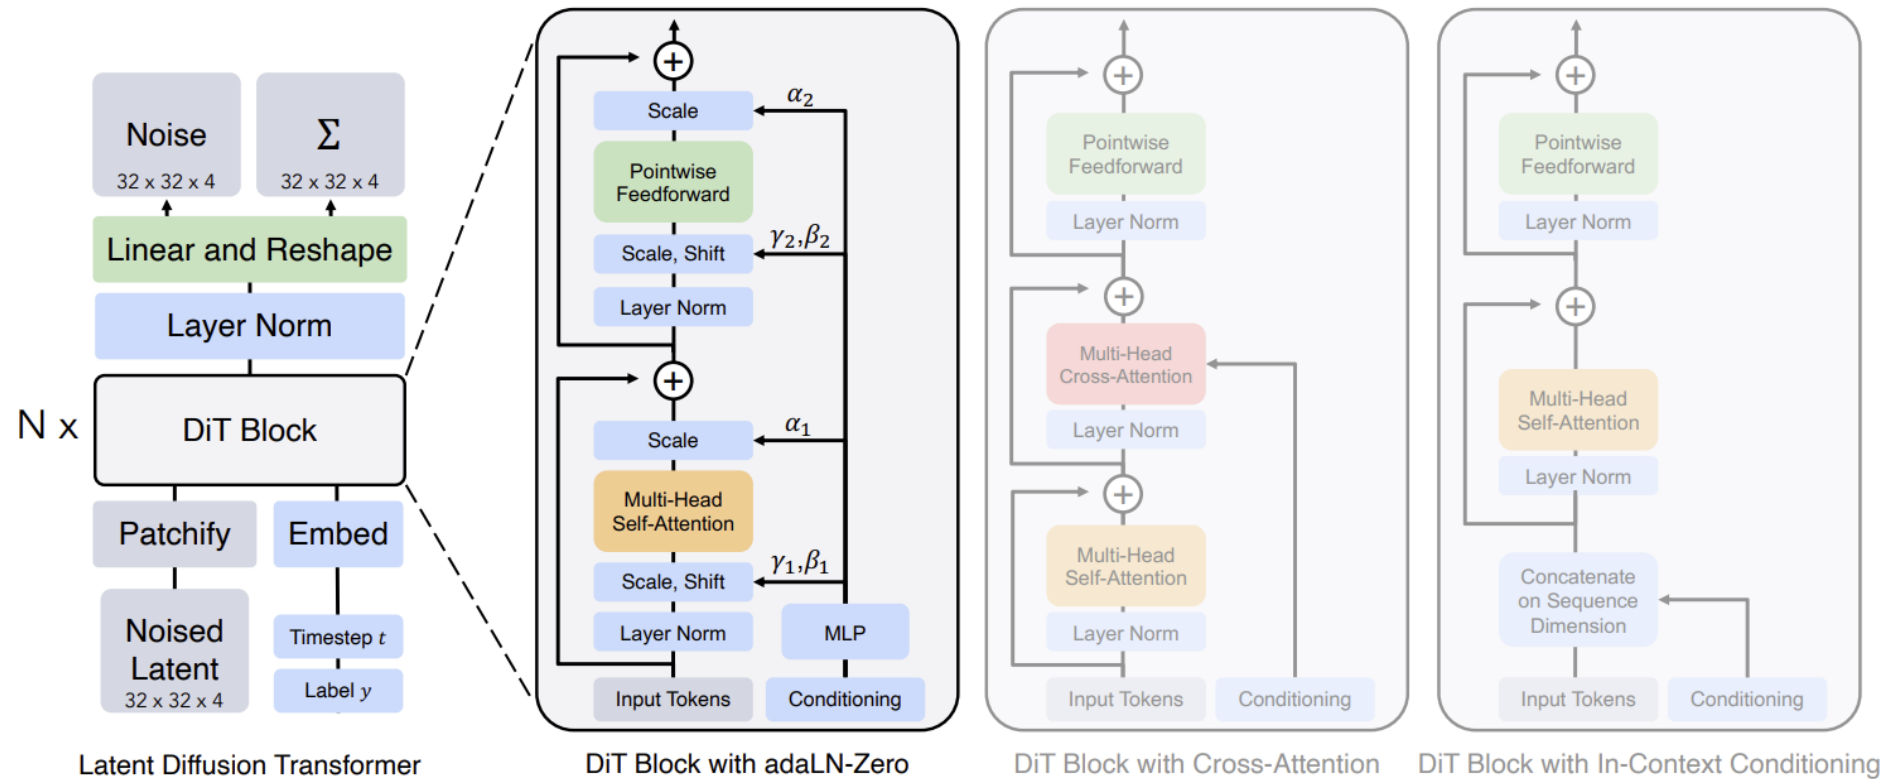 Noise
32 x 32 x 4
Σ
32 x 32 x 4
Linear and Reshape
Layer Norm
N x
DiT Block
Patchify
Embed
Noised
Latent
32 x 32 x 4
Timestep t
Label y
Latent Diffusion Transformer
+
Scale
α₂
Pointwise
Feedforward
Scale, Shift
γ₂,β₂
Layer Norm
+
Scale
α₁
Multi-Head
Self-Attention
Scale, Shift
γ₁,β₁
Layer Norm
MLP
Input Tokens
Conditioning
DiT Block with adaLN-Zero
+
Pointwise
Feedforward
Layer Norm
+
Multi-Head
Cross-Attention
Layer Norm
+
Multi-Head
Self-Attention
Layer Norm
Input Tokens
Conditioning
DiT Block with Cross-Attention
+
Pointwise
Feedforward
Layer Norm
+
Multi-Head
Self-Attention
Layer Norm
Concatenate
on Sequence
Dimension
Input Tokens
Conditioning
DiT Block with In-Context Conditioning